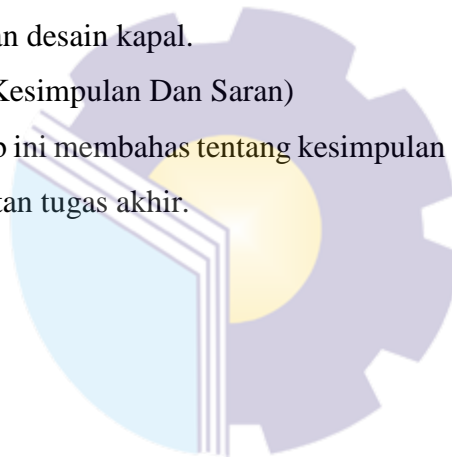 an desain kapal.
Kesimpulan Dan Saran)
ini membahas tentang kesimpulan
tan tugas akhir.